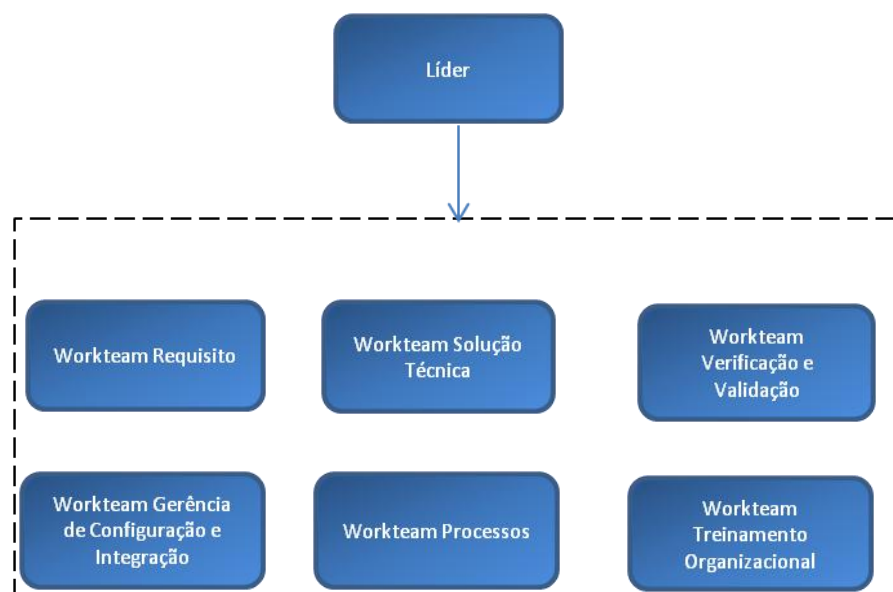 Líder
Workteam Requisito
Workteam Solução
Técnica
Workteam
Verificação e
Validação
Workteam Gerência
de Configuração e
Integração
Workteam Processos
Workteam
Treinamento
Organizacional